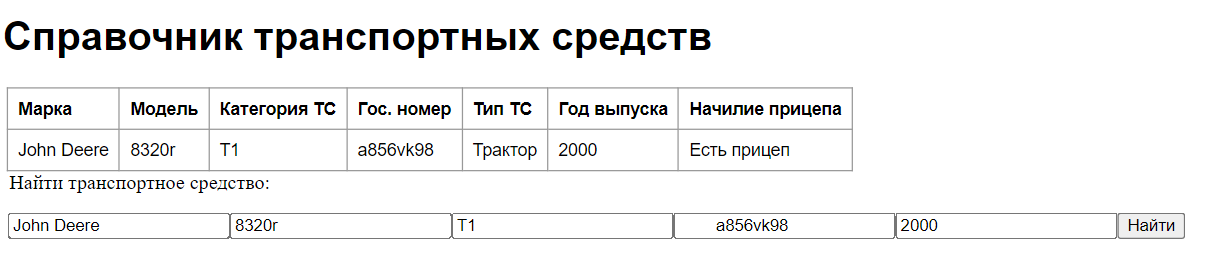 Справочник транспортных средств
Марка Модель Категория ТС Гос. номер Тип ТС Год выпуска Начилие прицепа
John Deere 8320r T1 a856vk98 Трактор 2000 Есть прицеп
Найти транспортное средство:
John Deere 8320r T1 a856vk98 2000 Найти